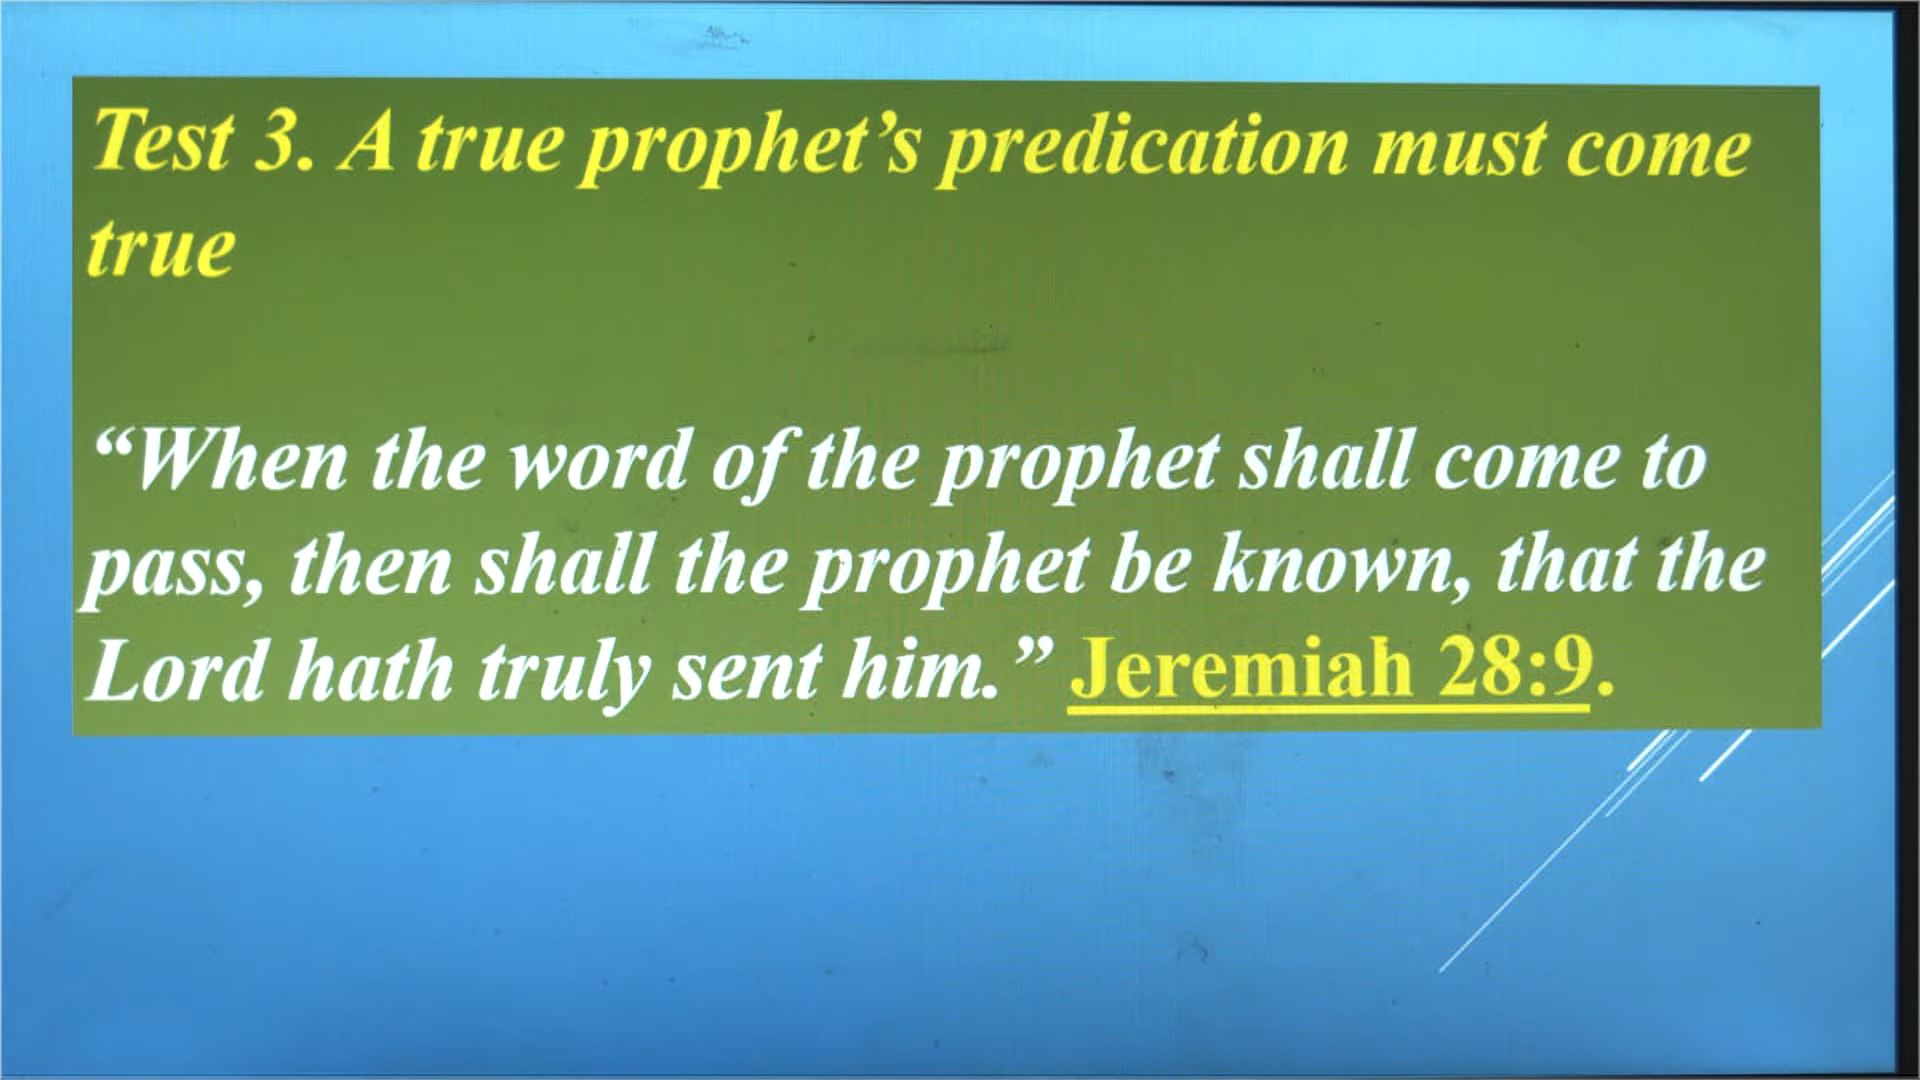 Test 3. A true prophet’s predication must come
true
“When the word of the prophet shall come to
pass, then shall the prophet be known, that the
Lord hath truly sent him.” Jeremiah 28:9.